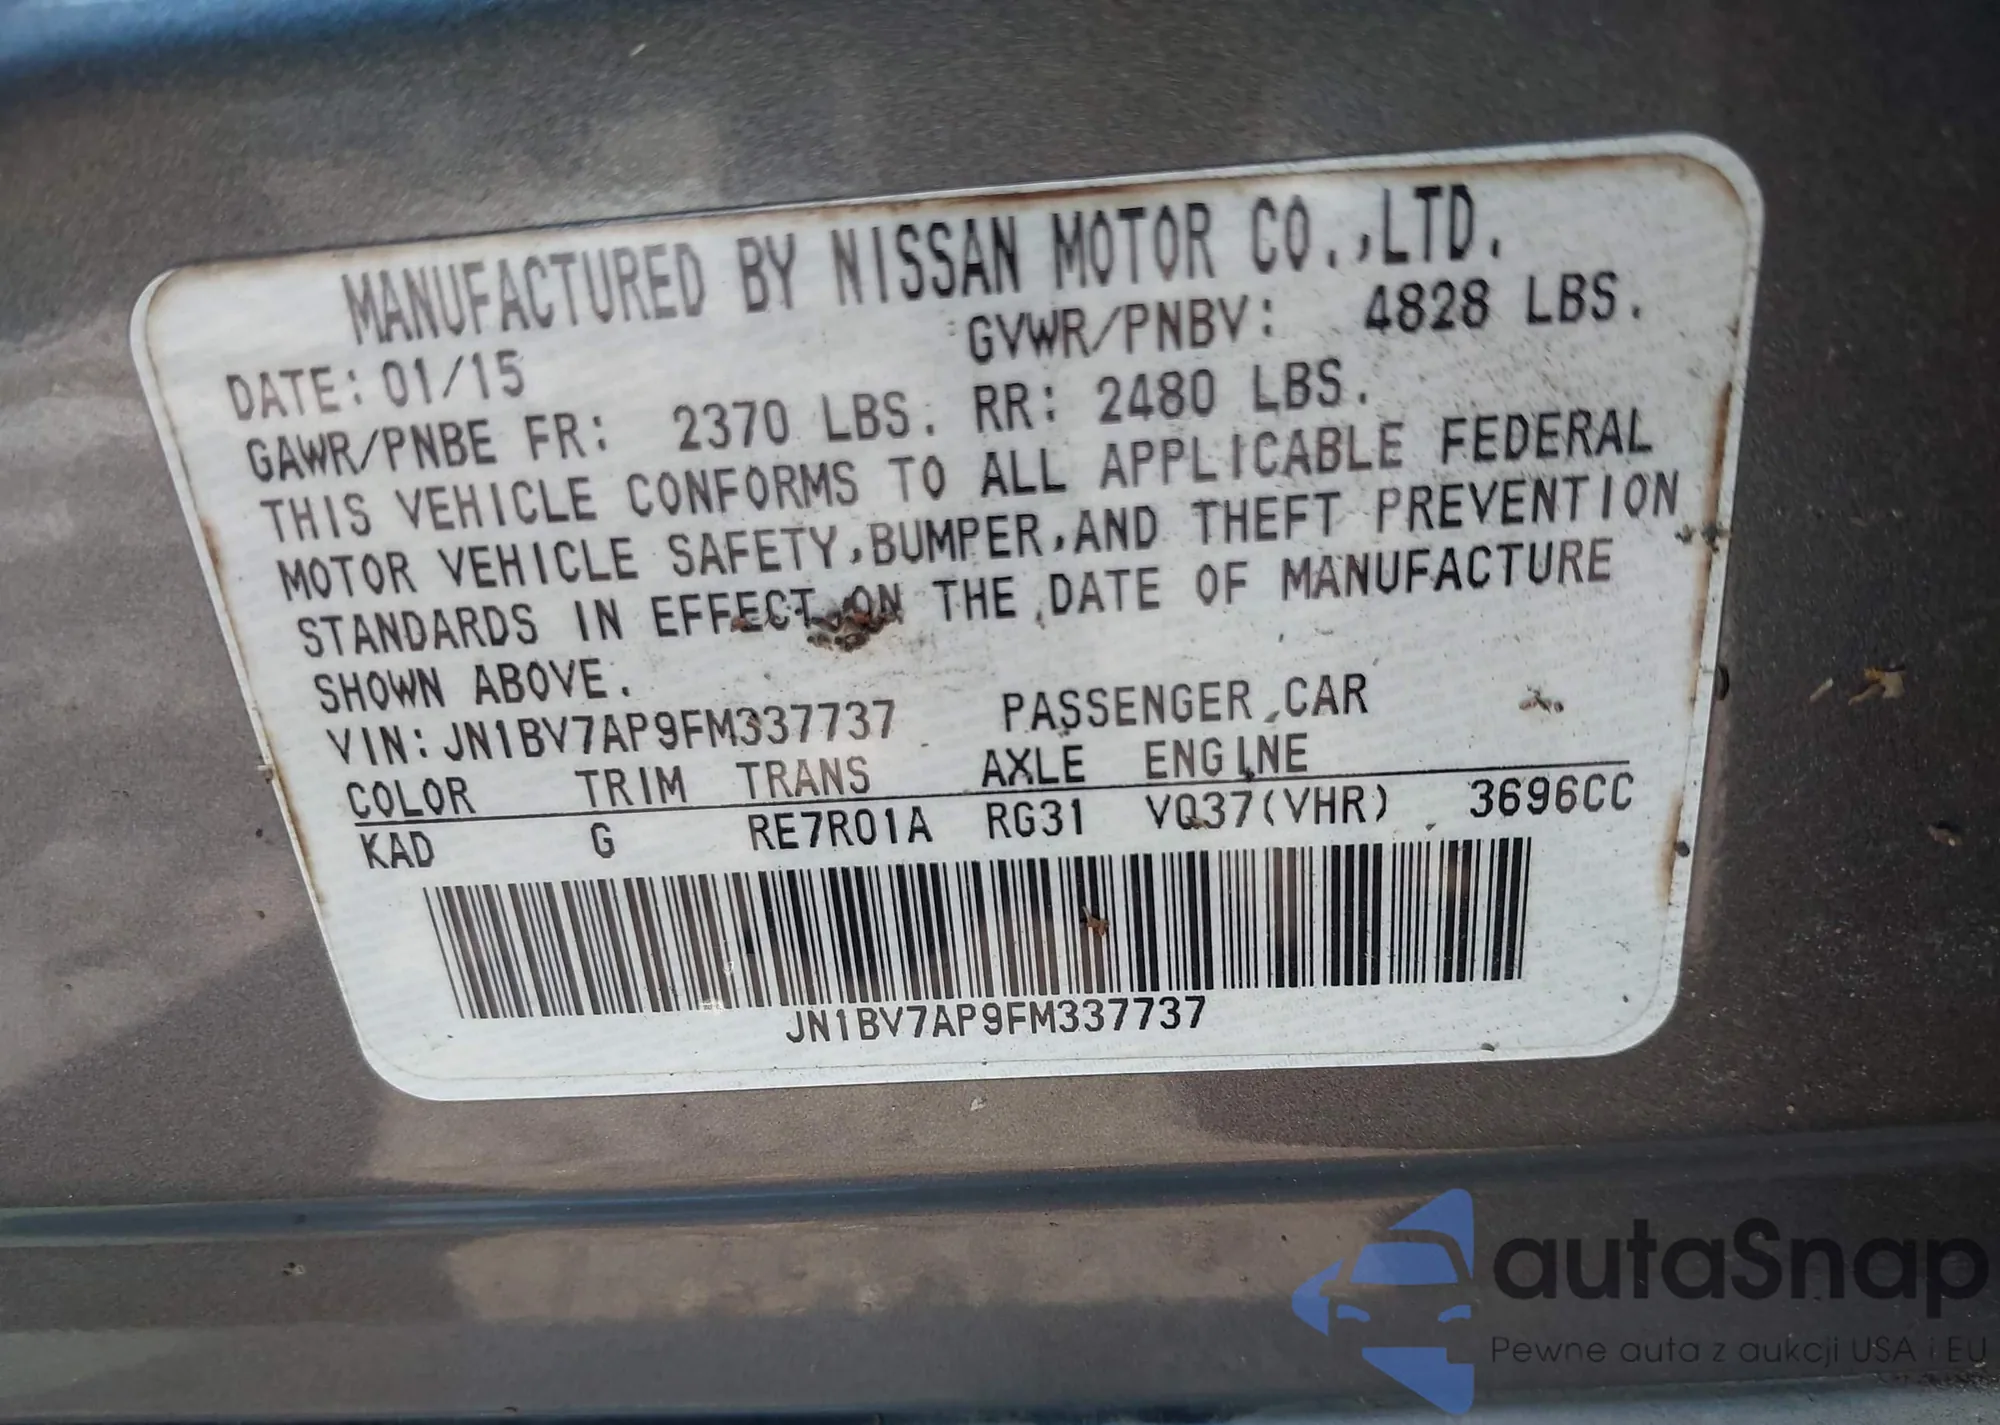 MANUFACTURED BY NISSAN MOTOR CO.,LTD.
DATE: 01/15 GVWR/PNBV: 4828 LBS.
GAWR/PNBE FR: 2370 LBS. RR: 2480 LBS.
THIS VEHICLE CONFORMS TO ALL APPLICABLE FEDERAL
MOTOR VEHICLE SAFETY,BUMPER,AND THEFT PREVENTION
STANDARDS IN EFFECT ON THE DATE OF MANUFACTURE
SHOWN ABOVE.
VIN: JN1BV7AP9FM337737 PASSENGER CAR
COLOR TRIM TRANS AXLE ENGINE
KAD G RE7R01A RG31 VQ37(VHR) 3696CC
JN1BV7AP9FM337737
autaSnap
Pewne auta z aukcji USA i EU